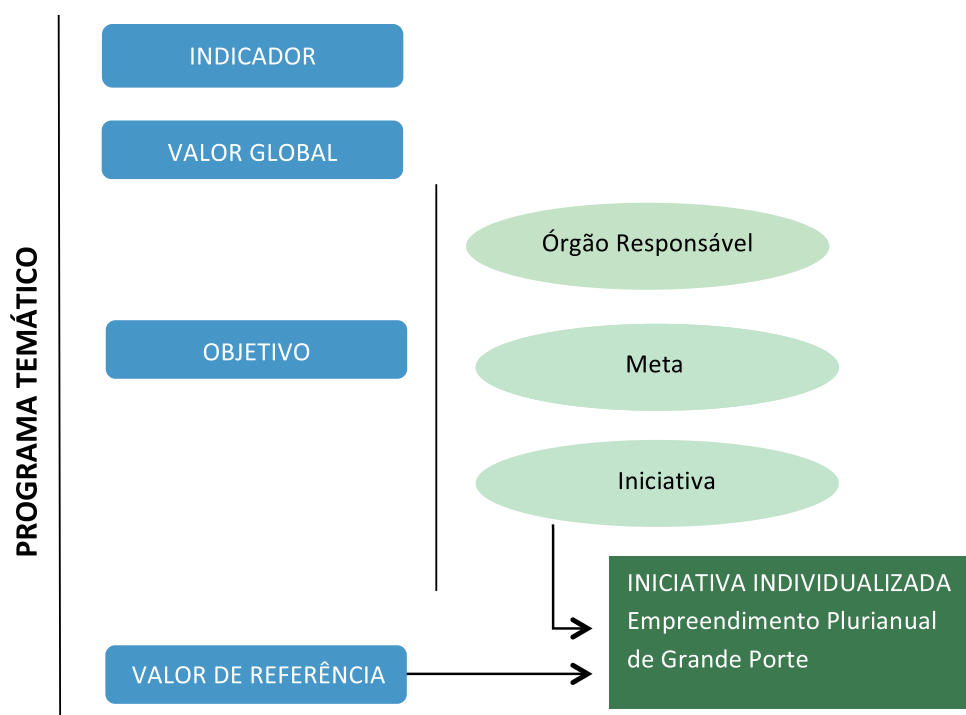 PROGRAMA TEMÁTICO
INDICADOR
VALOR GLOBAL
OBJETIVO
Órgão Responsável
Meta
Iniciativa
INICIATIVA INDIVIDUALIZADA
Empreendimento Plurianual
de Grande Porte
VALOR DE REFERÊNCIA